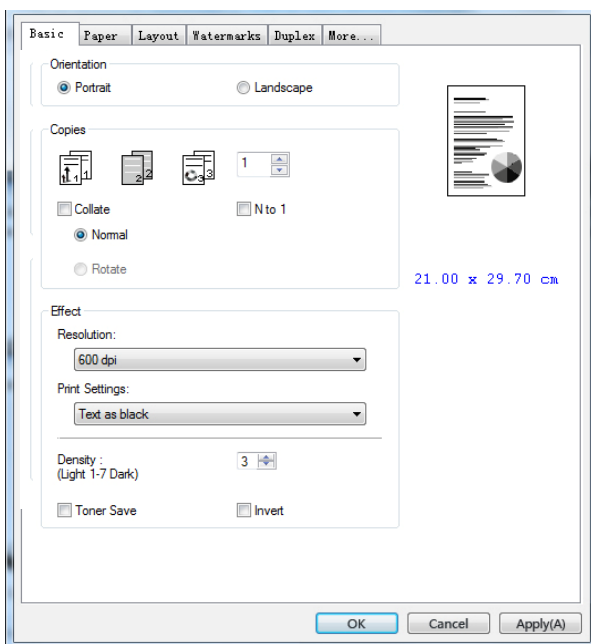 Basic Paper Layout Watermarks Duplex More...
Orientation
Portrait Landscape
Copies
1 1 2 2 3 3 1
Collate N to 1
Normal
Rotate
21.00 x 29.70 cm
Effect
Resolution:
600 dpi
Print Settings:
Text as black
Density : 3
(Light 1-7 Dark)
Toner Save Invert
OK Cancel Apply(A)